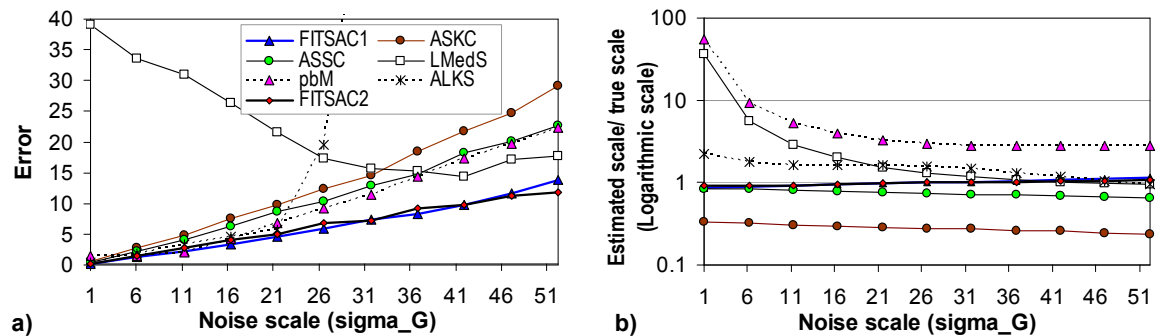 40
35
30
25
20
15
10
5
0
Error
FITSAC1
ASKC
ASSC
LMedS
pbM
ALKS
FITSAC2
1 6 11 16 21 26 31 36 41 46 51
Noise scale (sigma_G)
a)
Estimated scale/ true scale
(Logarithmic scale)
100
10
1
0.1
1 6 11 16 21 26 31 36 41 46 51
Noise scale (sigma_G)
b)